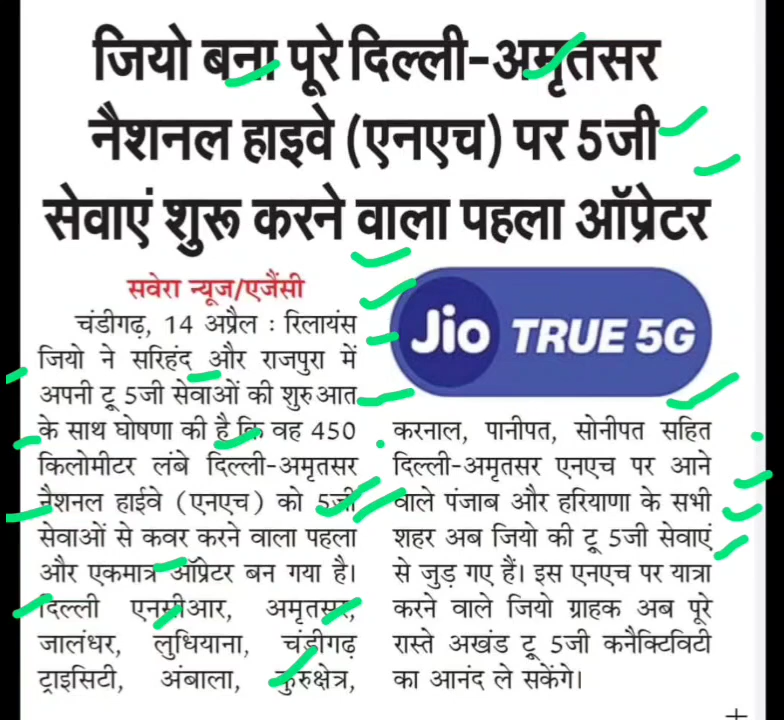 जियो बना पूरे दिल्ली-अमृतसर
नैशनल हाइवे (एनएच) पर 5जी
सेवाएं शुरू करने वाला पहला ऑप्रेटर
सवेरा न्यूज/एजैंसी
चंडीगढ़, 14 अप्रैल : रिलायंस
जियो ने सरिहंद और राजपुरा में
अपनी टू 5जी सेवाओं की शुरुआत
के साथ घोषणा की है कि वह 450
किलोमीटर लंबे दिल्ली-अमृतसर
नैशनल हाईवे (एनएच) को 5जी
सेवाओं से कवर करने वाला पहला
और एकमात्र ऑप्रेटर बन गया है।
दिल्ली एनसीआर, अमृतसर,
जालंधर, लुधियाना, चंडीगढ़
ट्राइसिटी, अंबाला, कुरुक्षेत्र,
Jio TRUE 5G
करनाल, पानीपत, सोनीपत सहित
दिल्ली-अमृतसर एनएच पर आने
वाले पंजाब और हरियाणा के सभी
शहर अब जियो की टू 5जी सेवाएं
से जुड़ गए हैं। इस एनएच पर यात्रा
करने वाले जियो ग्राहक अब पूरे
रास्ते अखंड टू 5जी कनैक्टिविटी
का आनंद ले सकेंगे।